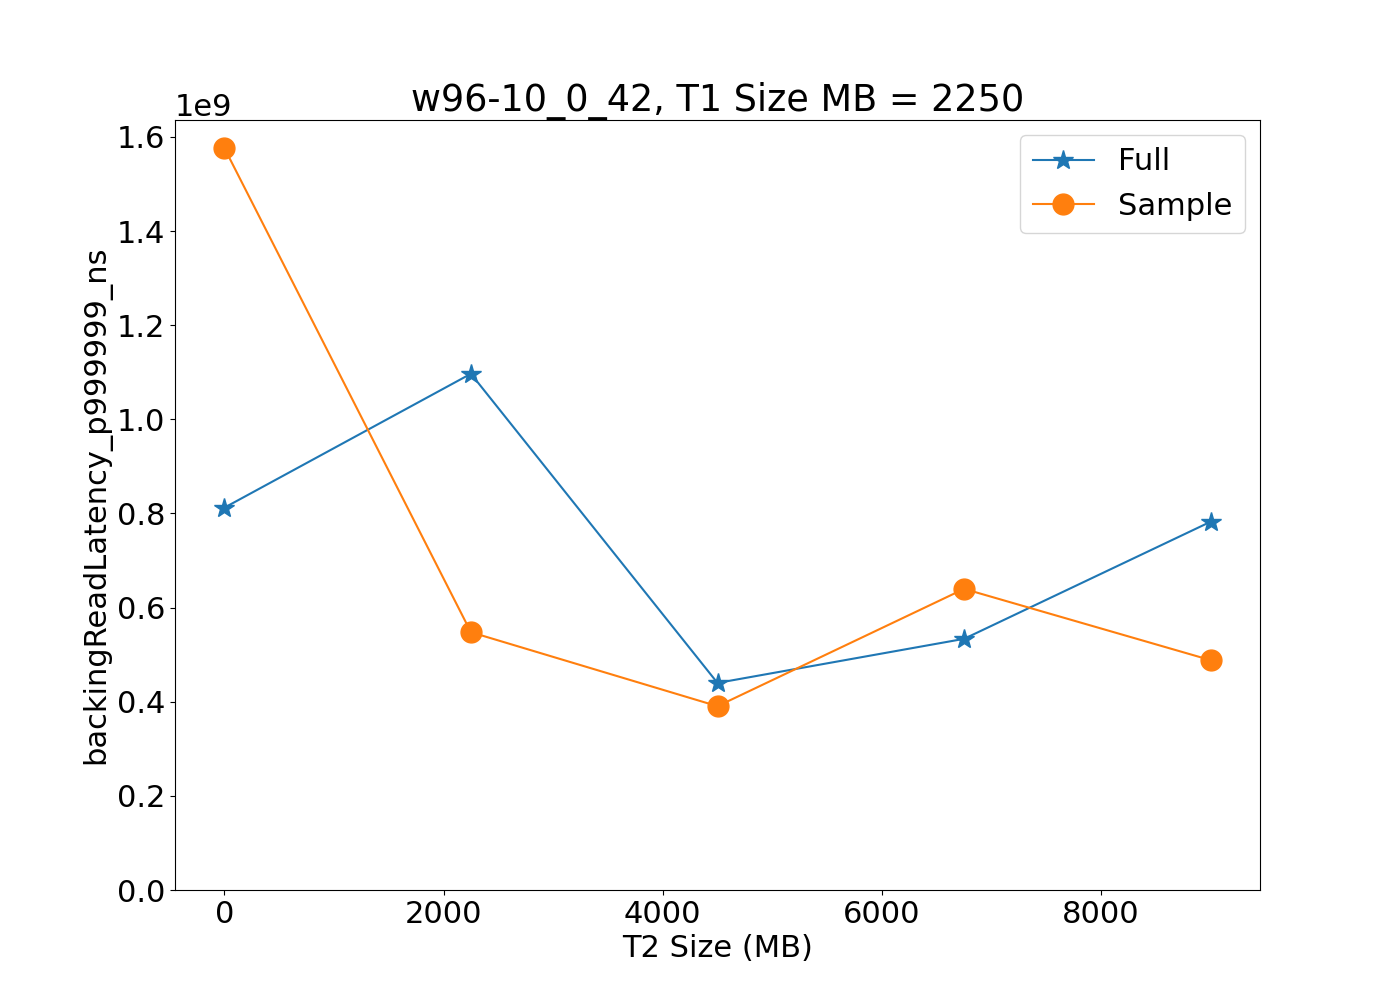 w96-10_0_42, T1 Size MB = 2250
1e9
Full
Sample
backingReadLatency_p999999_ns
1.6
1.4
1.2
1.0
0.8
0.6
0.4
0.2
0.0
0 2000 4000 6000 8000
T2 Size (MB)